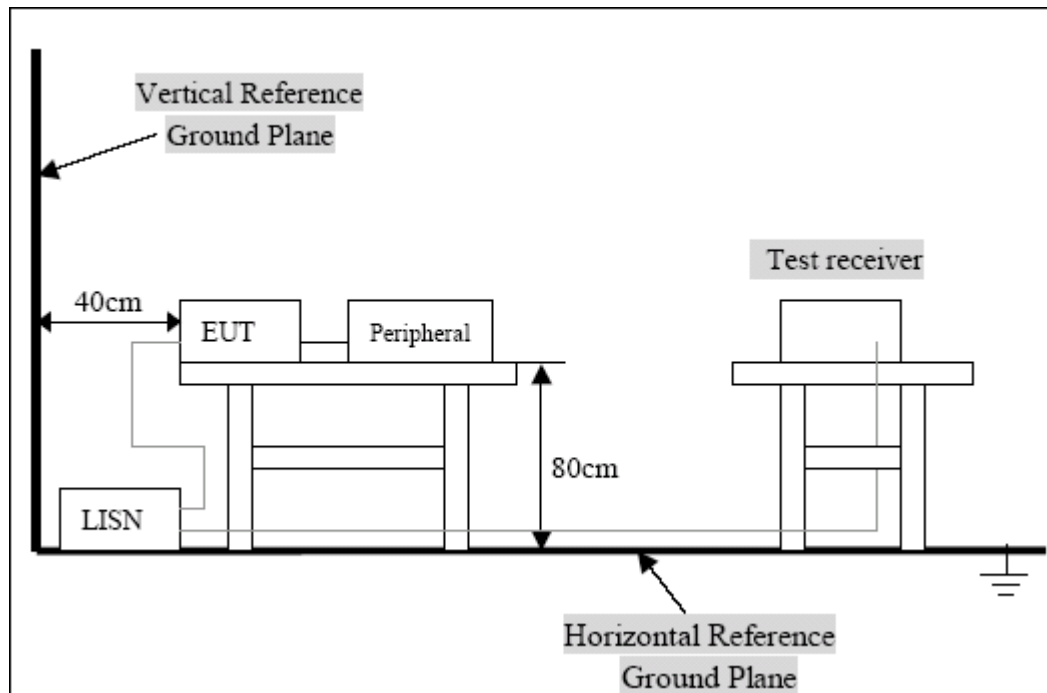 Vertical Reference
Ground Plane
Test receiver
40cm
EUT
Peripheral
80cm
LISN
Horizontal Reference
Ground Plane